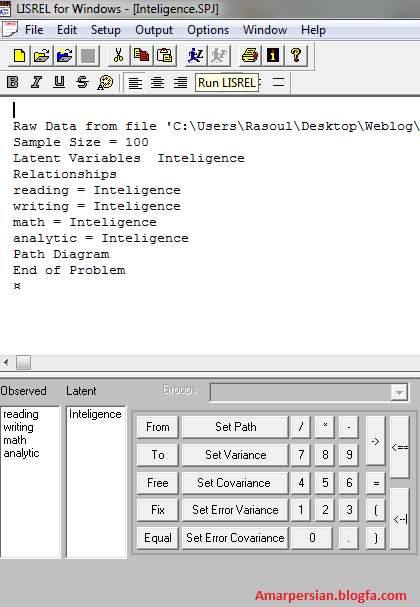 LISREL for Windows - [Inteligence.SPJ]
File Edit Setup Output Options Window Help
B I U S
Run LISREL
Raw Data from file 'C:\Users\Rasoul\Desktop\Weblog\
Sample Size = 100
Latent Variables  Inteligence
Relationships
reading = Inteligence
writing = Inteligence
math = Inteligence
analytic = Inteligence
Path Diagram
End of Problem
Observed Latent Groups
reading Inteligence
writing
math
analytic
From Set Path / * - ->
To Set Variance 7 8 9 <==
Free Set Covariance 4 5 6 =
Fix Set Error Variance 1 2 3 ( <--|
Equal Set Error Covariance 0 . )
Amarpersian.blogfa.com